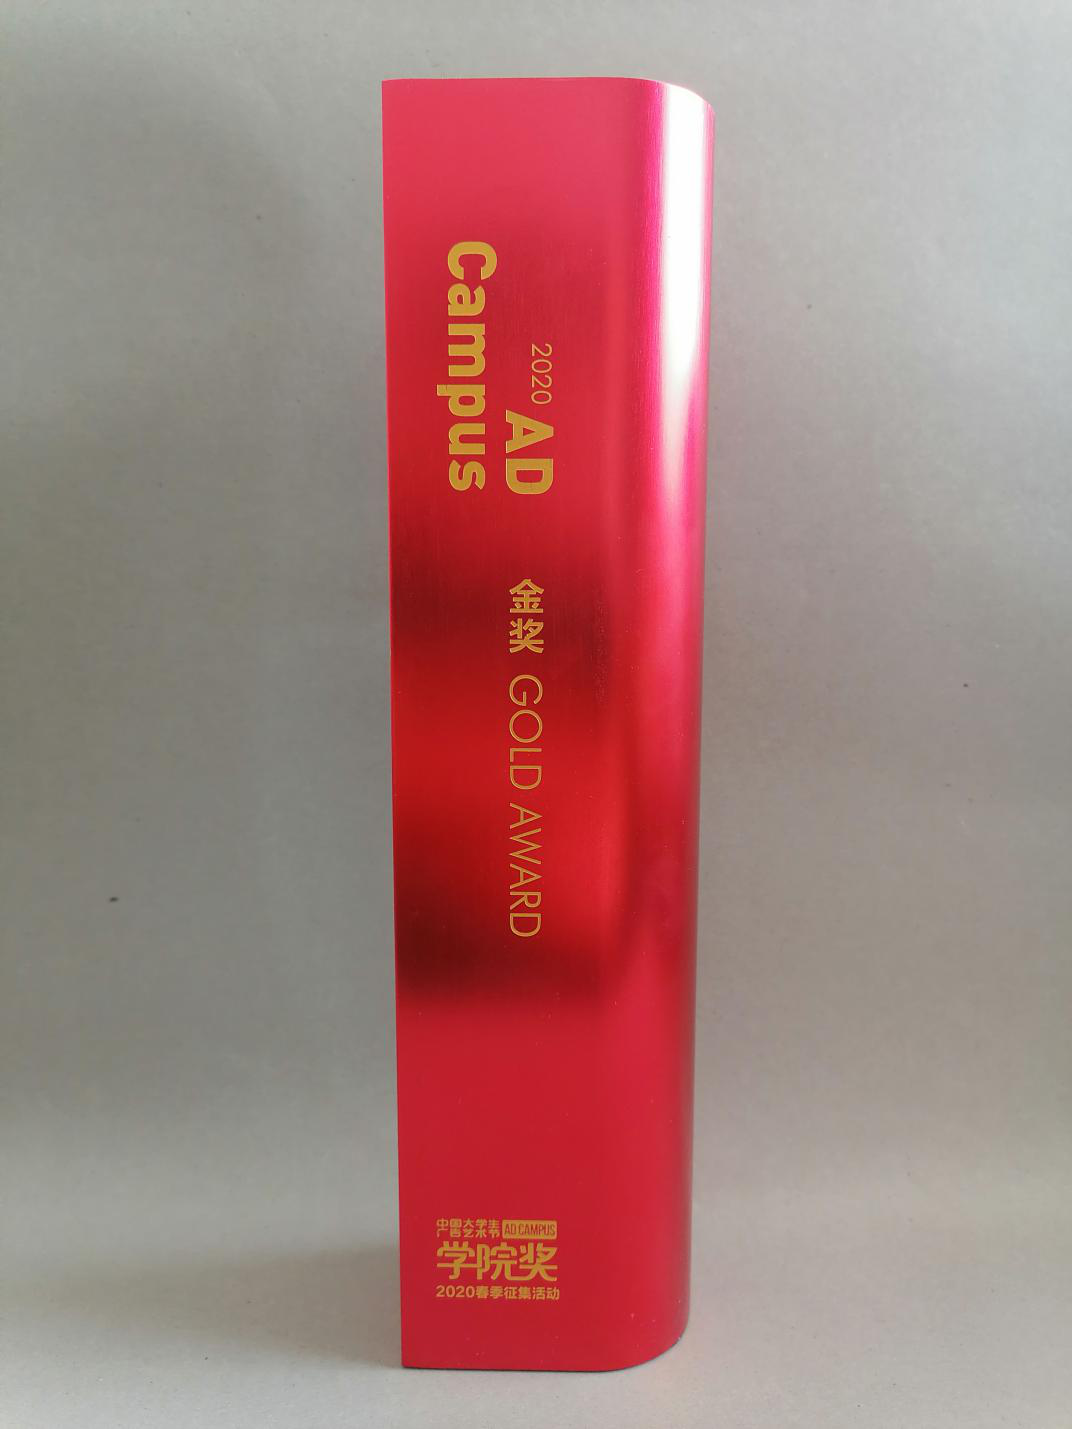 2020 AD
Campus
金奖 GOLD AWARD
中国大学生
广告艺术节 AD CAMPUS
学院奖
2020春季征集活动